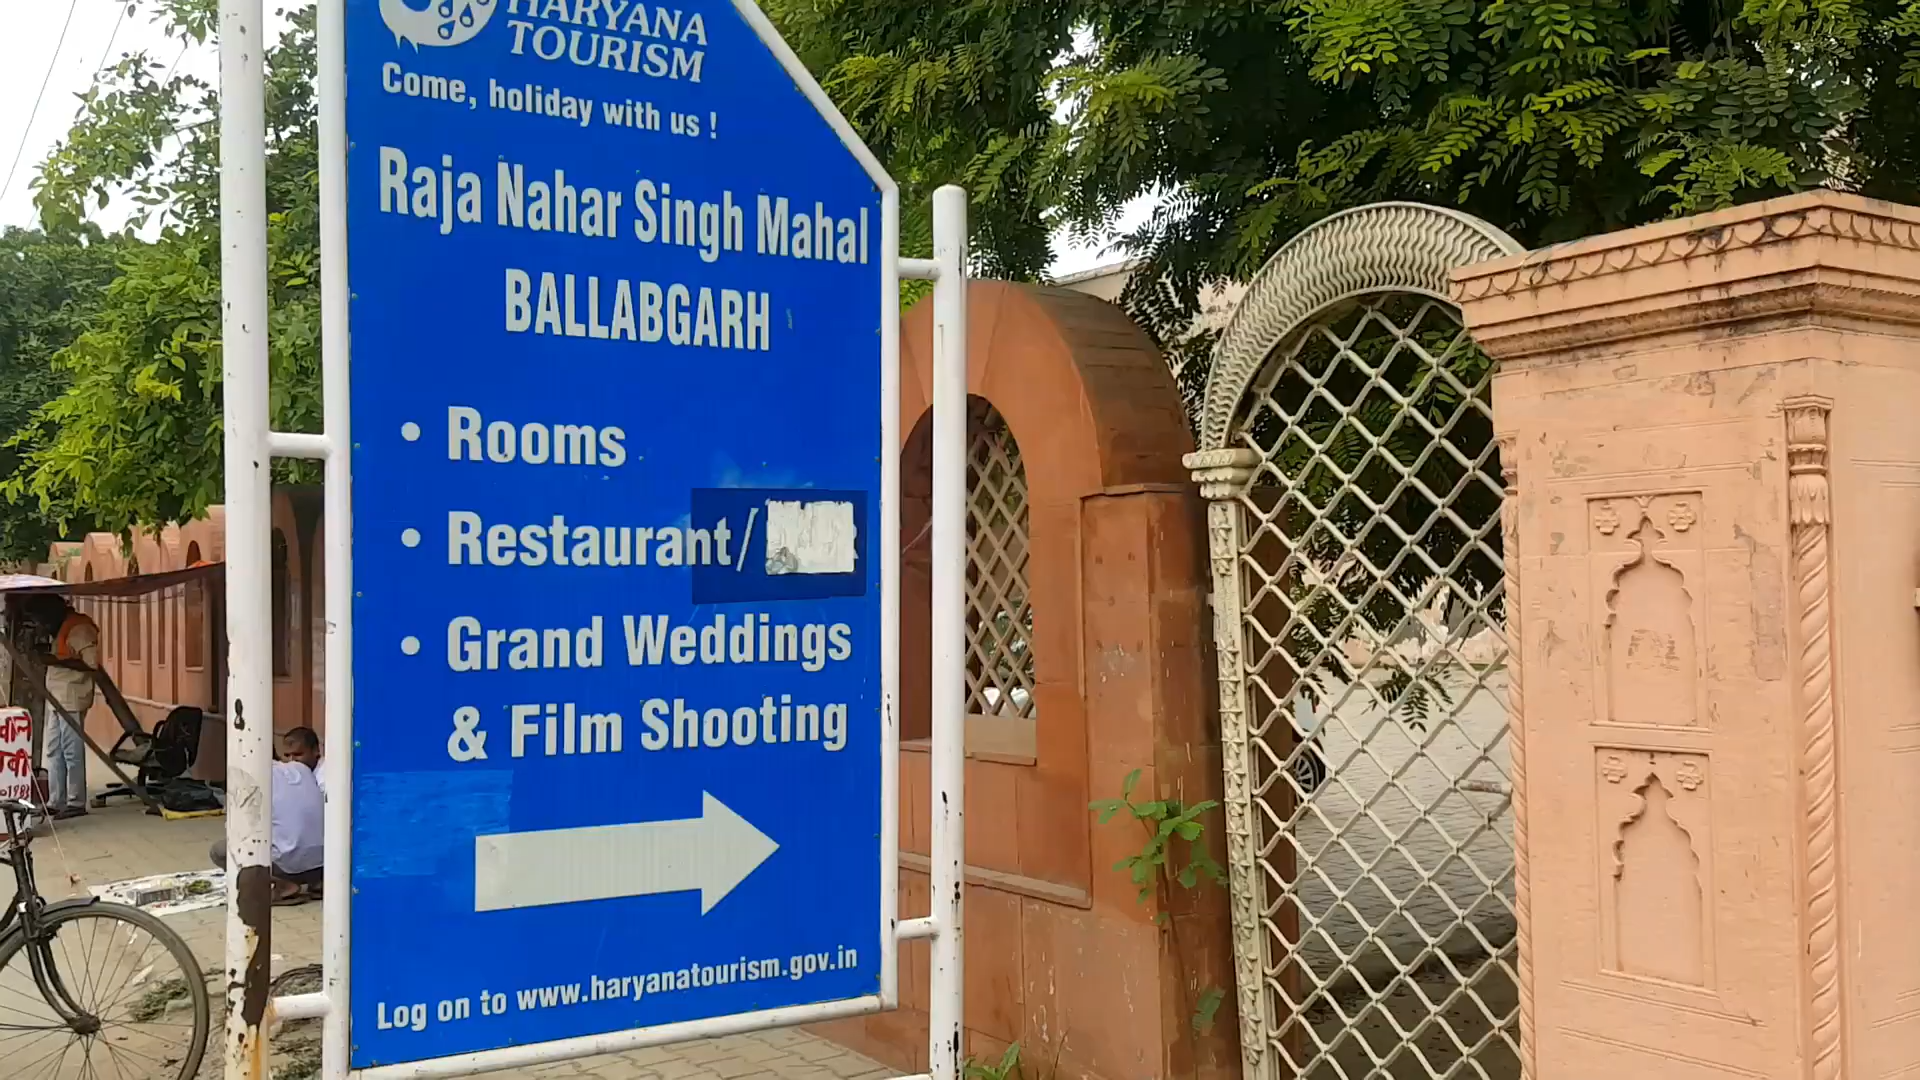 HARYANA
TOURISM
Come, holiday with us !
Raja Nahar Singh Mahal
BALLABGARH
• Rooms
• Restaurant/
• Grand Weddings
& Film Shooting
Log on to www.haryanatourism.gov.in